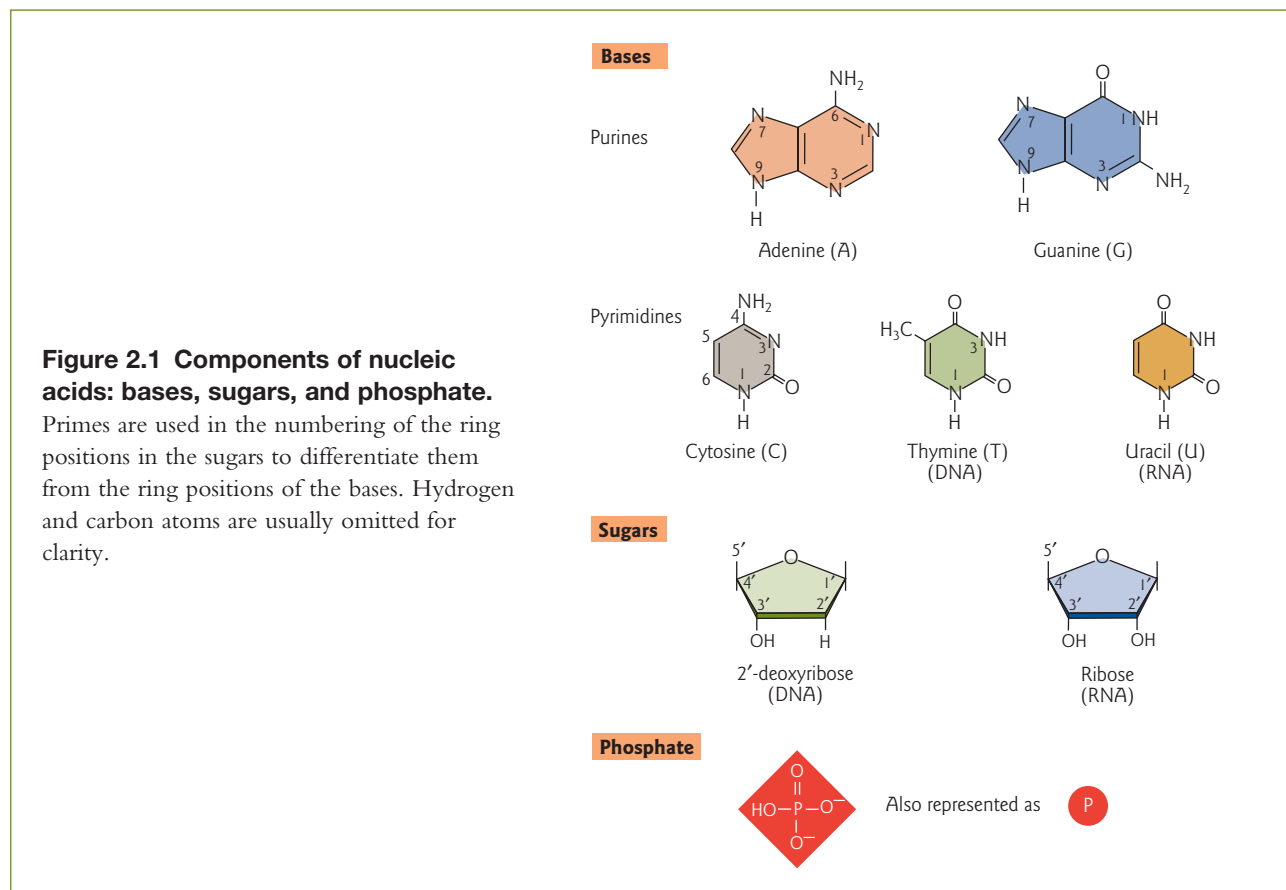 Figure 2.1 Components of nucleic
acids: bases, sugars, and phosphate.
Primes are used in the numbering of the ring
positions in the sugars to differentiate them
from the ring positions of the bases. Hydrogen
and carbon atoms are usually omitted for
clarity.
Bases
Purines
NH2
6
N
7
N
1
9
N
3
N
H
Adenine (A)
O
N
7
1
NH
9
N
3
N
NH2
H
Guanine (G)
Pyrimidines
NH2
4
5
3
N
6
1
2
N
O
H
Cytosine (C)
O
H3C
3
NH
1
N
O
H
Thymine (T)
(DNA)
O
NH
1
N
O
H
Uracil (U)
(RNA)
Sugars
5′
O
4′
1′
3′
2′
OH
H
2′-deoxyribose
(DNA)
5′
O
4′
1′
3′
2′
OH
OH
Ribose
(RNA)
Phosphate
O
HO–P–O−
O−
Also represented as
P